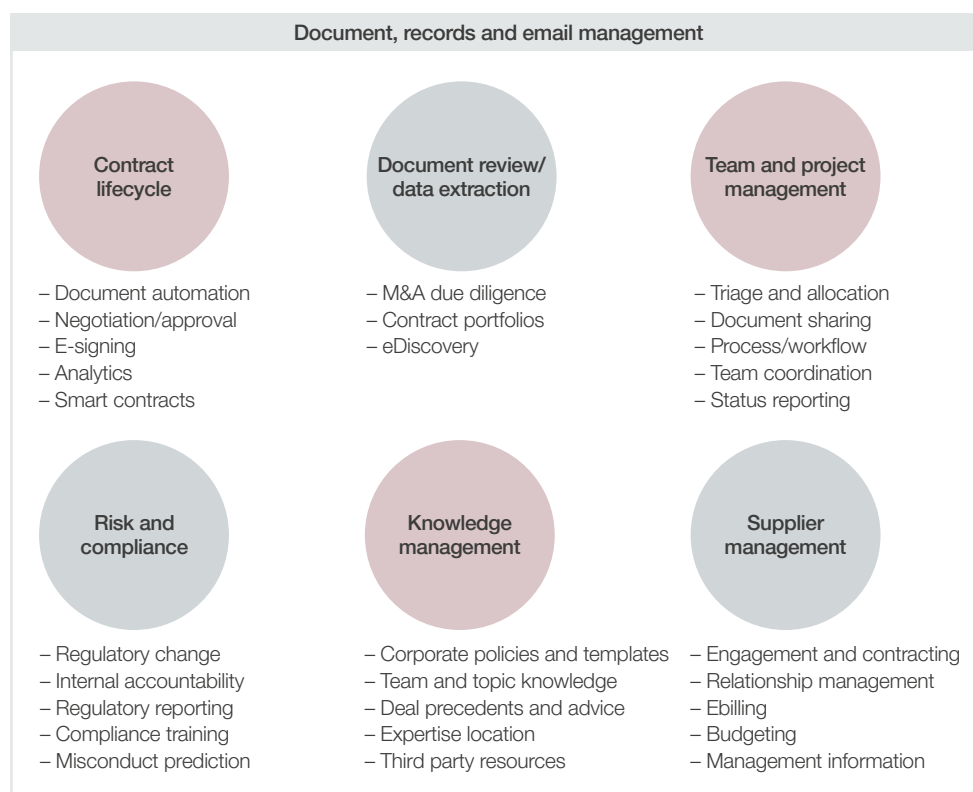 Document, records and email management
Contract
lifecycle
– Document automation
– Negotiation/approval
– E-signing
– Analytics
– Smart contracts
Document review/
data extraction
– M&A due diligence
– Contract portfolios
– eDiscovery
Team and project
management
– Triage and allocation
– Document sharing
– Process/workflow
– Team coordination
– Status reporting
Risk and
compliance
– Regulatory change
– Internal accountability
– Regulatory reporting
– Compliance training
– Misconduct prediction
Knowledge
management
– Corporate policies and templates
– Team and topic knowledge
– Deal precedents and advice
– Expertise location
– Third party resources
Supplier
management
– Engagement and contracting
– Relationship management
– Ebilling
– Budgeting
– Management information